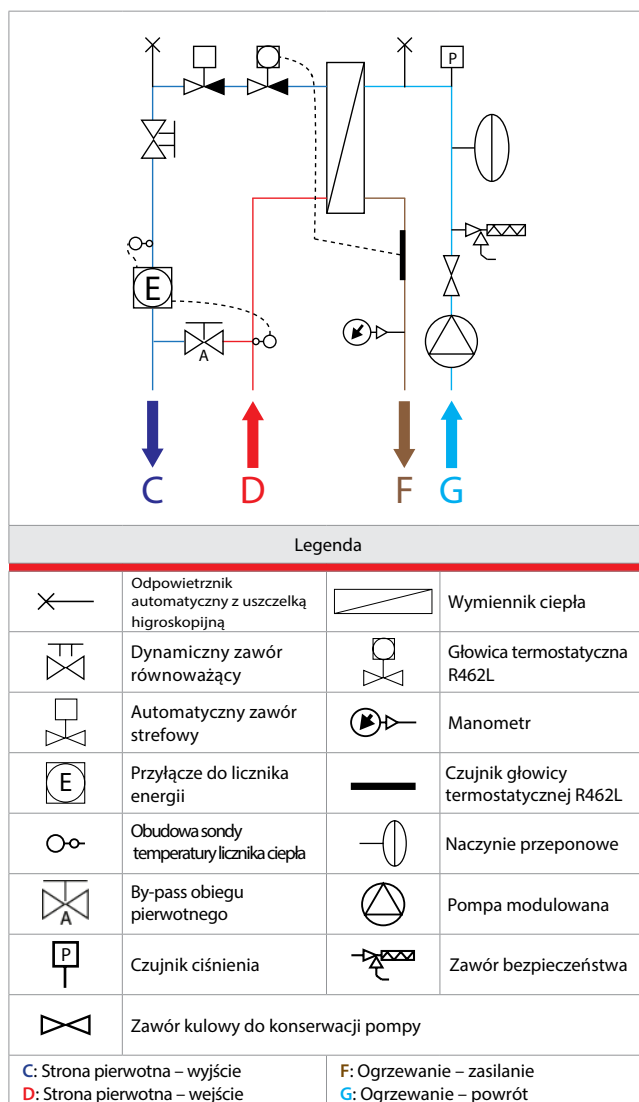 P
E
A
C
D
F
G
Legenda
Odpowietrznik
automatyczny z uszczelką
higroskopijną
Wymiennik ciepła
Dynamiczny zawór
równoważący
Głowica termostatyczna
R462L
Automatyczny zawór
strefowy
Manometr
E
Przyłącze do licznika
energii
Czujnik głowicy
termostatycznej R462L
Obudowa sondy
temperatury licznika ciepła
Naczynie przeponowe
A
By-pass obiegu
pierwotnego
Pompa modulowana
P
Czujnik ciśnienia
Zawór bezpieczeństwa
Zawór kulowy do konserwacji pompy
C: Strona pierwotna – wyjście
D: Strona pierwotna – wejście
F: Ogrzewanie – zasilanie
G: Ogrzewanie – powrót